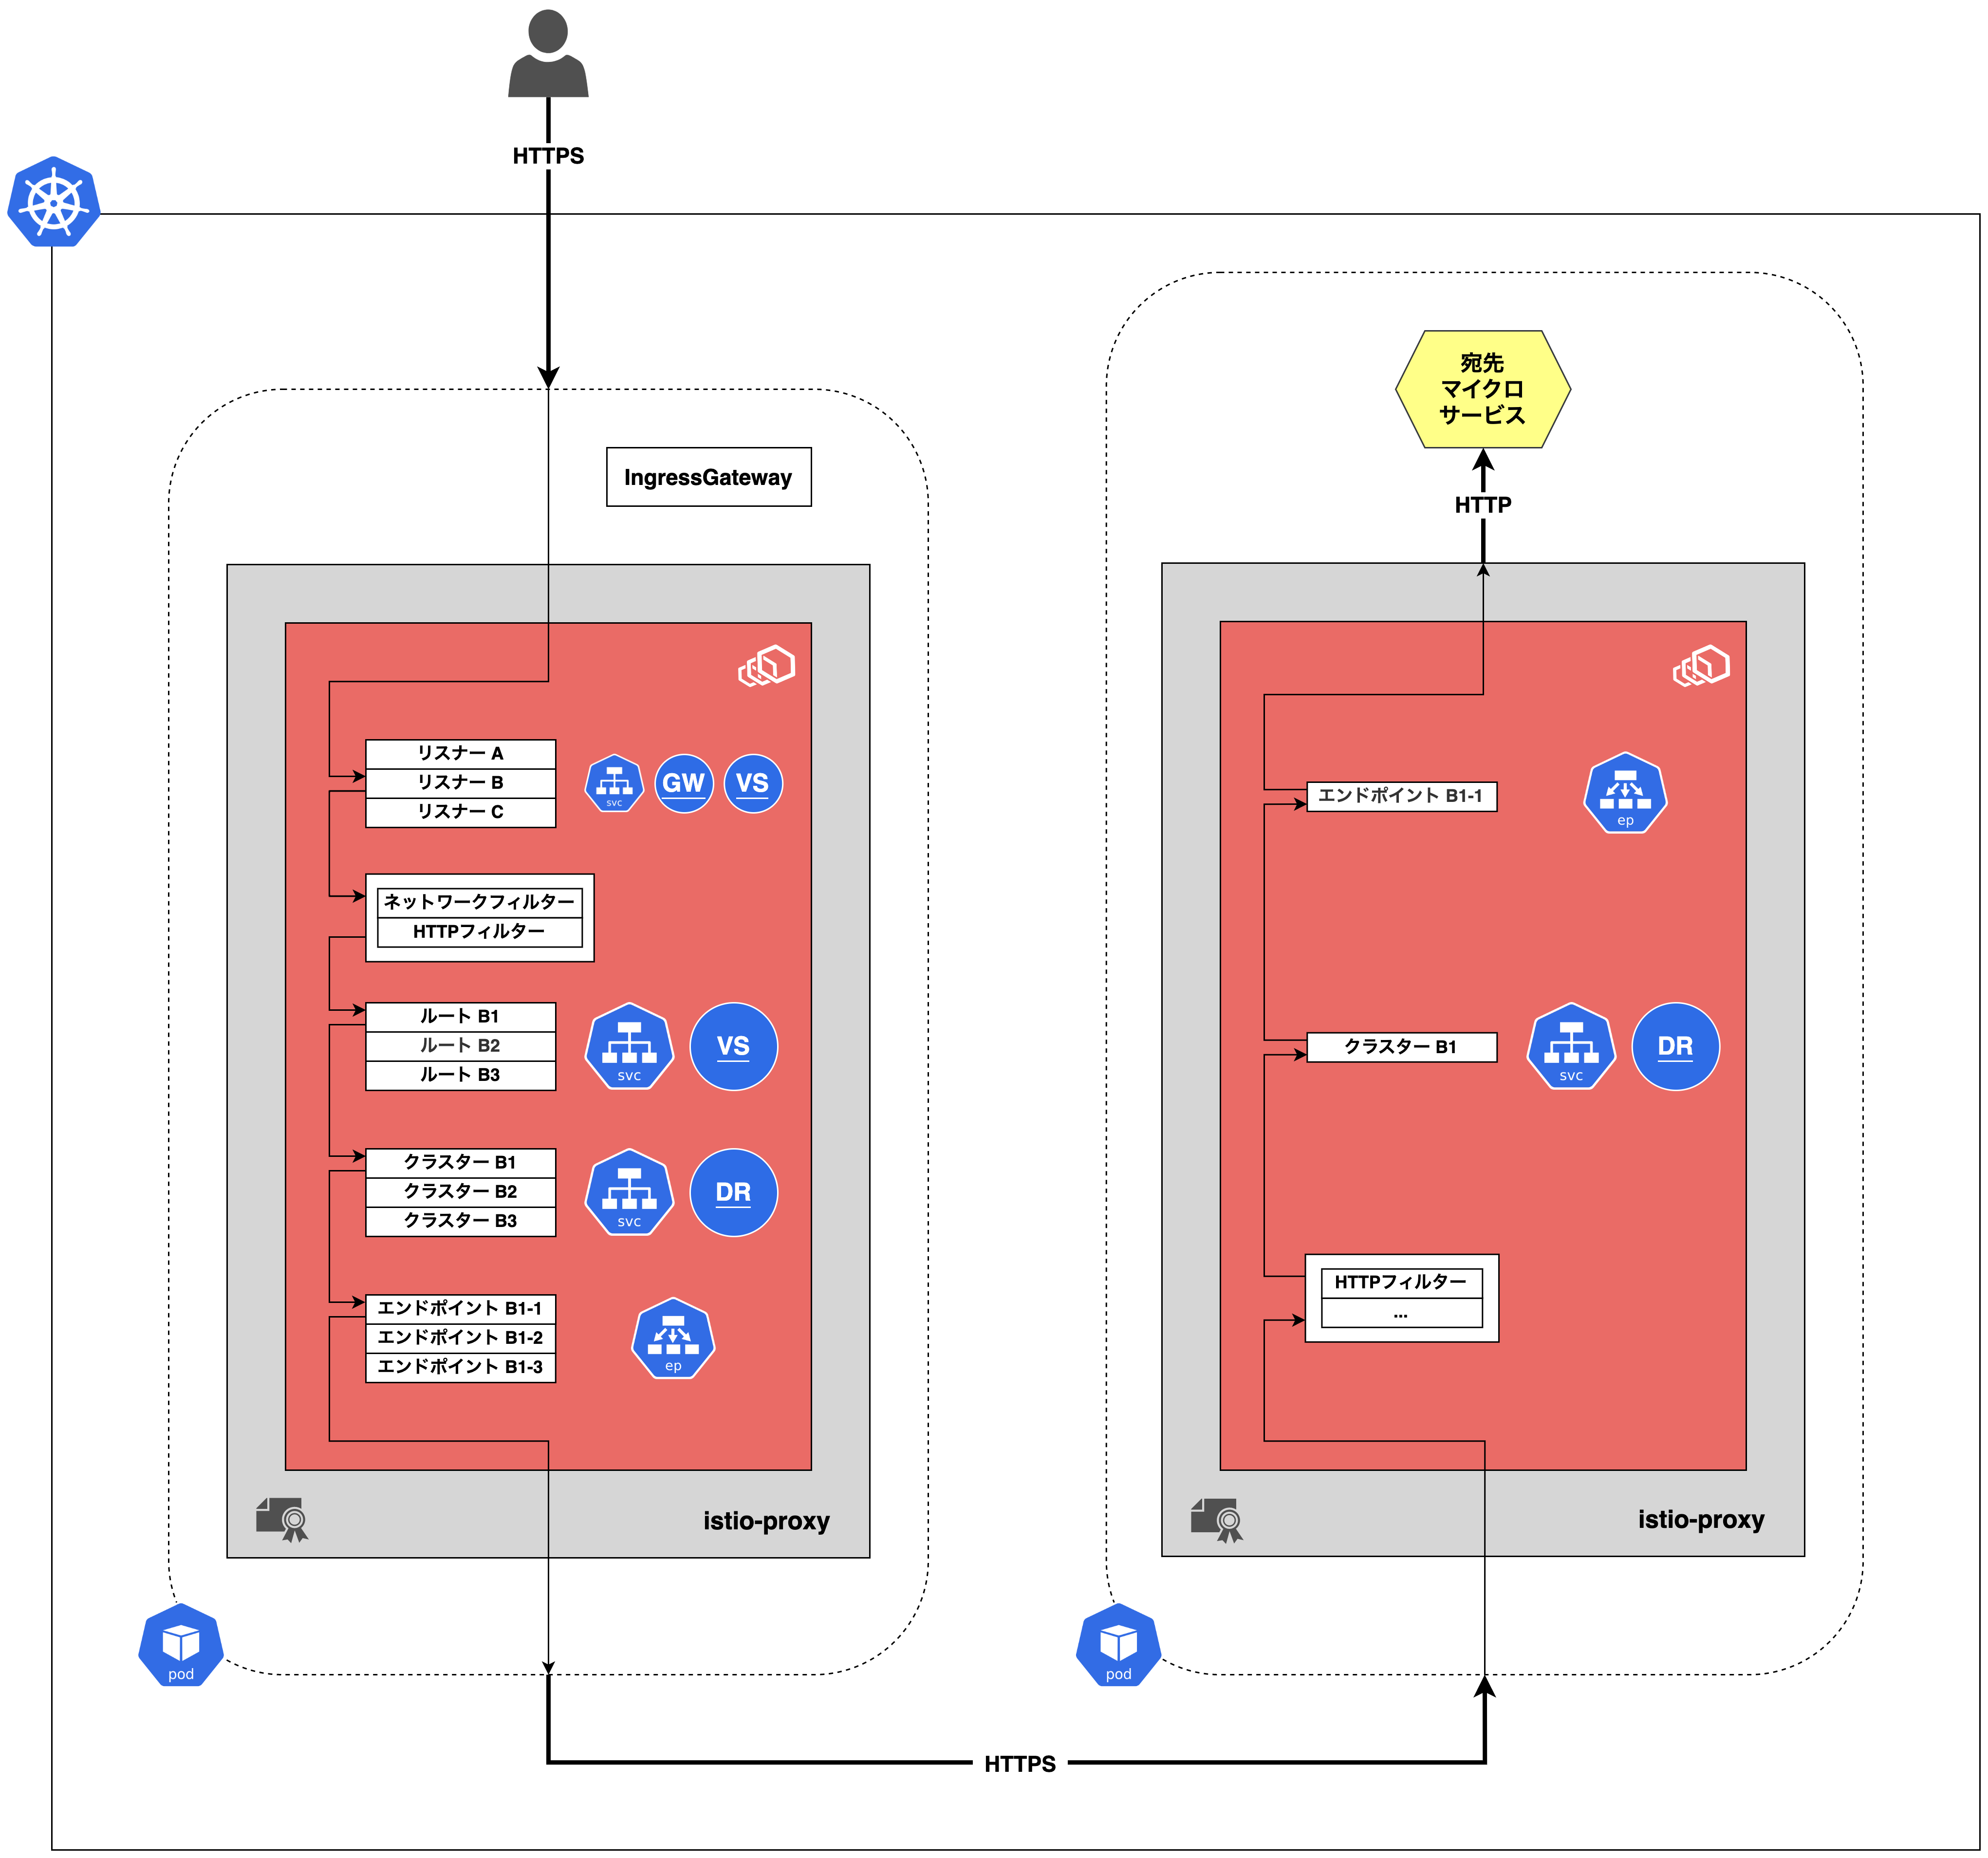 HTTPS
IngressGateway
リスナー A
リスナー B
リスナー C
svc
GW
VS
ネットワークフィルター
HTTPフィルター
ルート B1
ルート B2
ルート B3
svc
VS
クラスター B1
クラスター B2
クラスター B3
svc
DR
エンドポイント B1-1
エンドポイント B1-2
エンドポイント B1-3
ep
istio-proxy
pod
HTTPS
宛先
マイクロ
サービス
HTTP
エンドポイント B1-1
ep
クラスター B1
svc
DR
HTTPフィルター
...
istio-proxy
pod